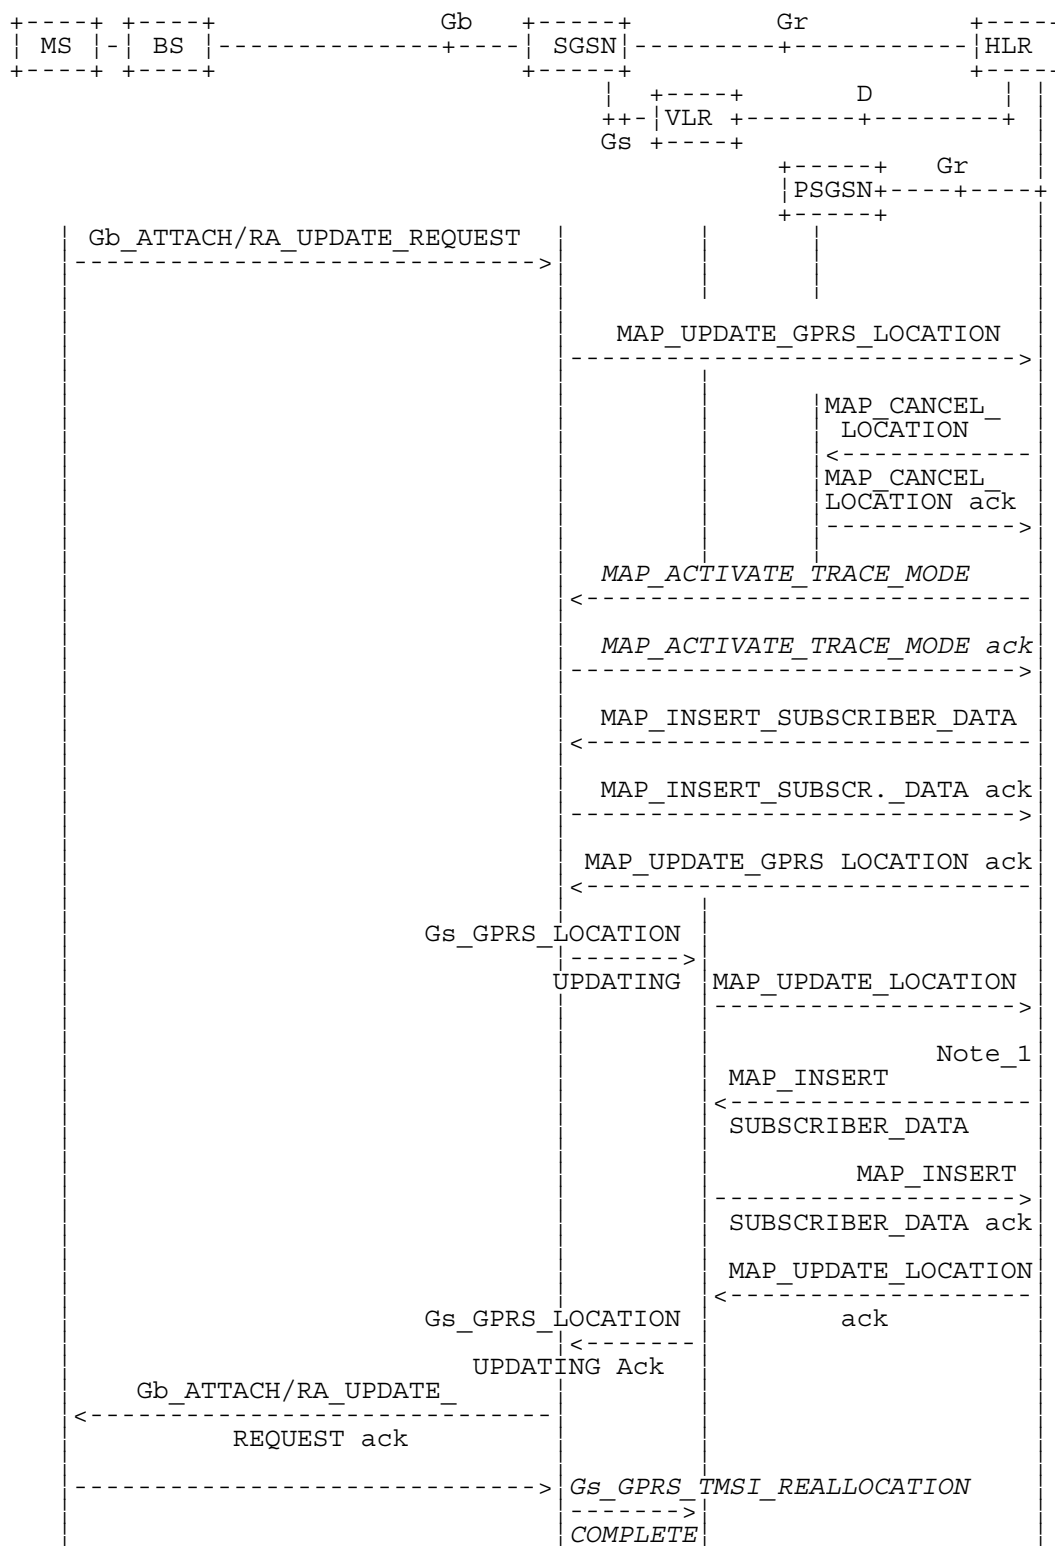 Gb Gr
MS BS SGSN HLR
D
VLR
Gs
Gr
PSGSN
Gb_ATTACH/RA_UPDATE_REQUEST
MAP_UPDATE_GPRS_LOCATION
MAP_CANCEL_
LOCATION
MAP_CANCEL_
LOCATION ack
MAP_ACTIVATE_TRACE_MODE
MAP_ACTIVATE_TRACE_MODE ack
MAP_INSERT_SUBSCRIBER_DATA
MAP_INSERT_SUBSCR._DATA ack
MAP_UPDATE_GPRS LOCATION ack
Gs_GPRS_LOCATION
UPDATING MAP_UPDATE_LOCATION
Note_1
MAP_INSERT
SUBSCRIBER_DATA
MAP_INSERT
SUBSCRIBER_DATA ack
MAP_UPDATE_LOCATION
Gs_GPRS_LOCATION ack
UPDATING Ack
Gb_ATTACH/RA_UPDATE_
REQUEST ack
Gs_GPRS_TMSI_REALLOCATION
COMPLETE